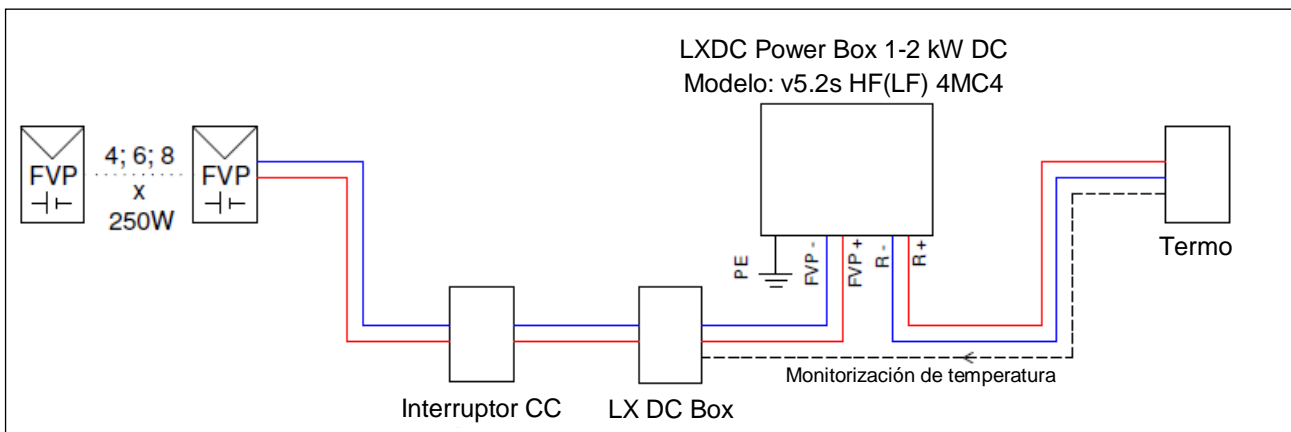 LXDC Power Box 1-2 kW DC
Modelo: v5.2s HF(LF) 4MC4
FVP
4; 6; 8
x
250W
FVP
PE
FVP -
FVP +
R -
R+
Termo
Monitorización de temperatura
Interruptor CC
LX DC Box